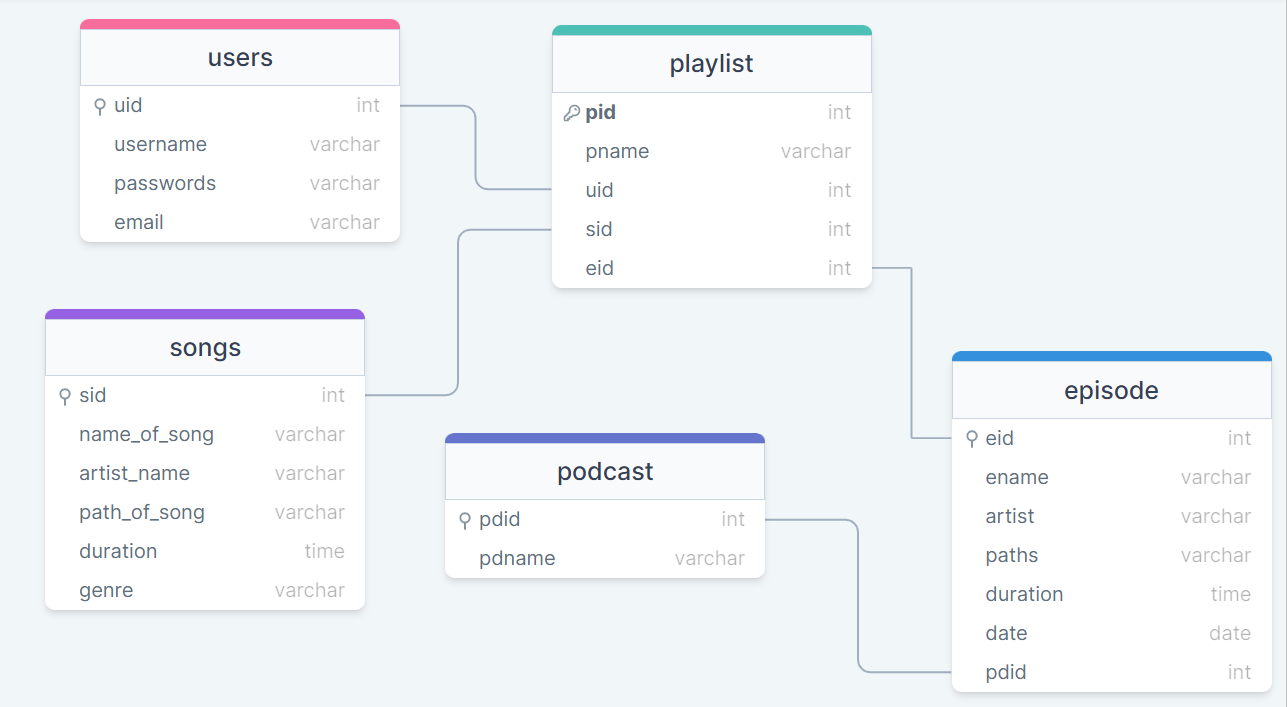 users
uid int
username varchar
passwords varchar
email varchar
playlist
pid int
pname varchar
uid int
sid int
eid int
songs
sid int
name_of_song varchar
artist_name varchar
path_of_song varchar
duration time
genre varchar
podcast
pdid int
pdname varchar
episode
eid int
ename varchar
artist varchar
paths varchar
duration time
date date
pdid int